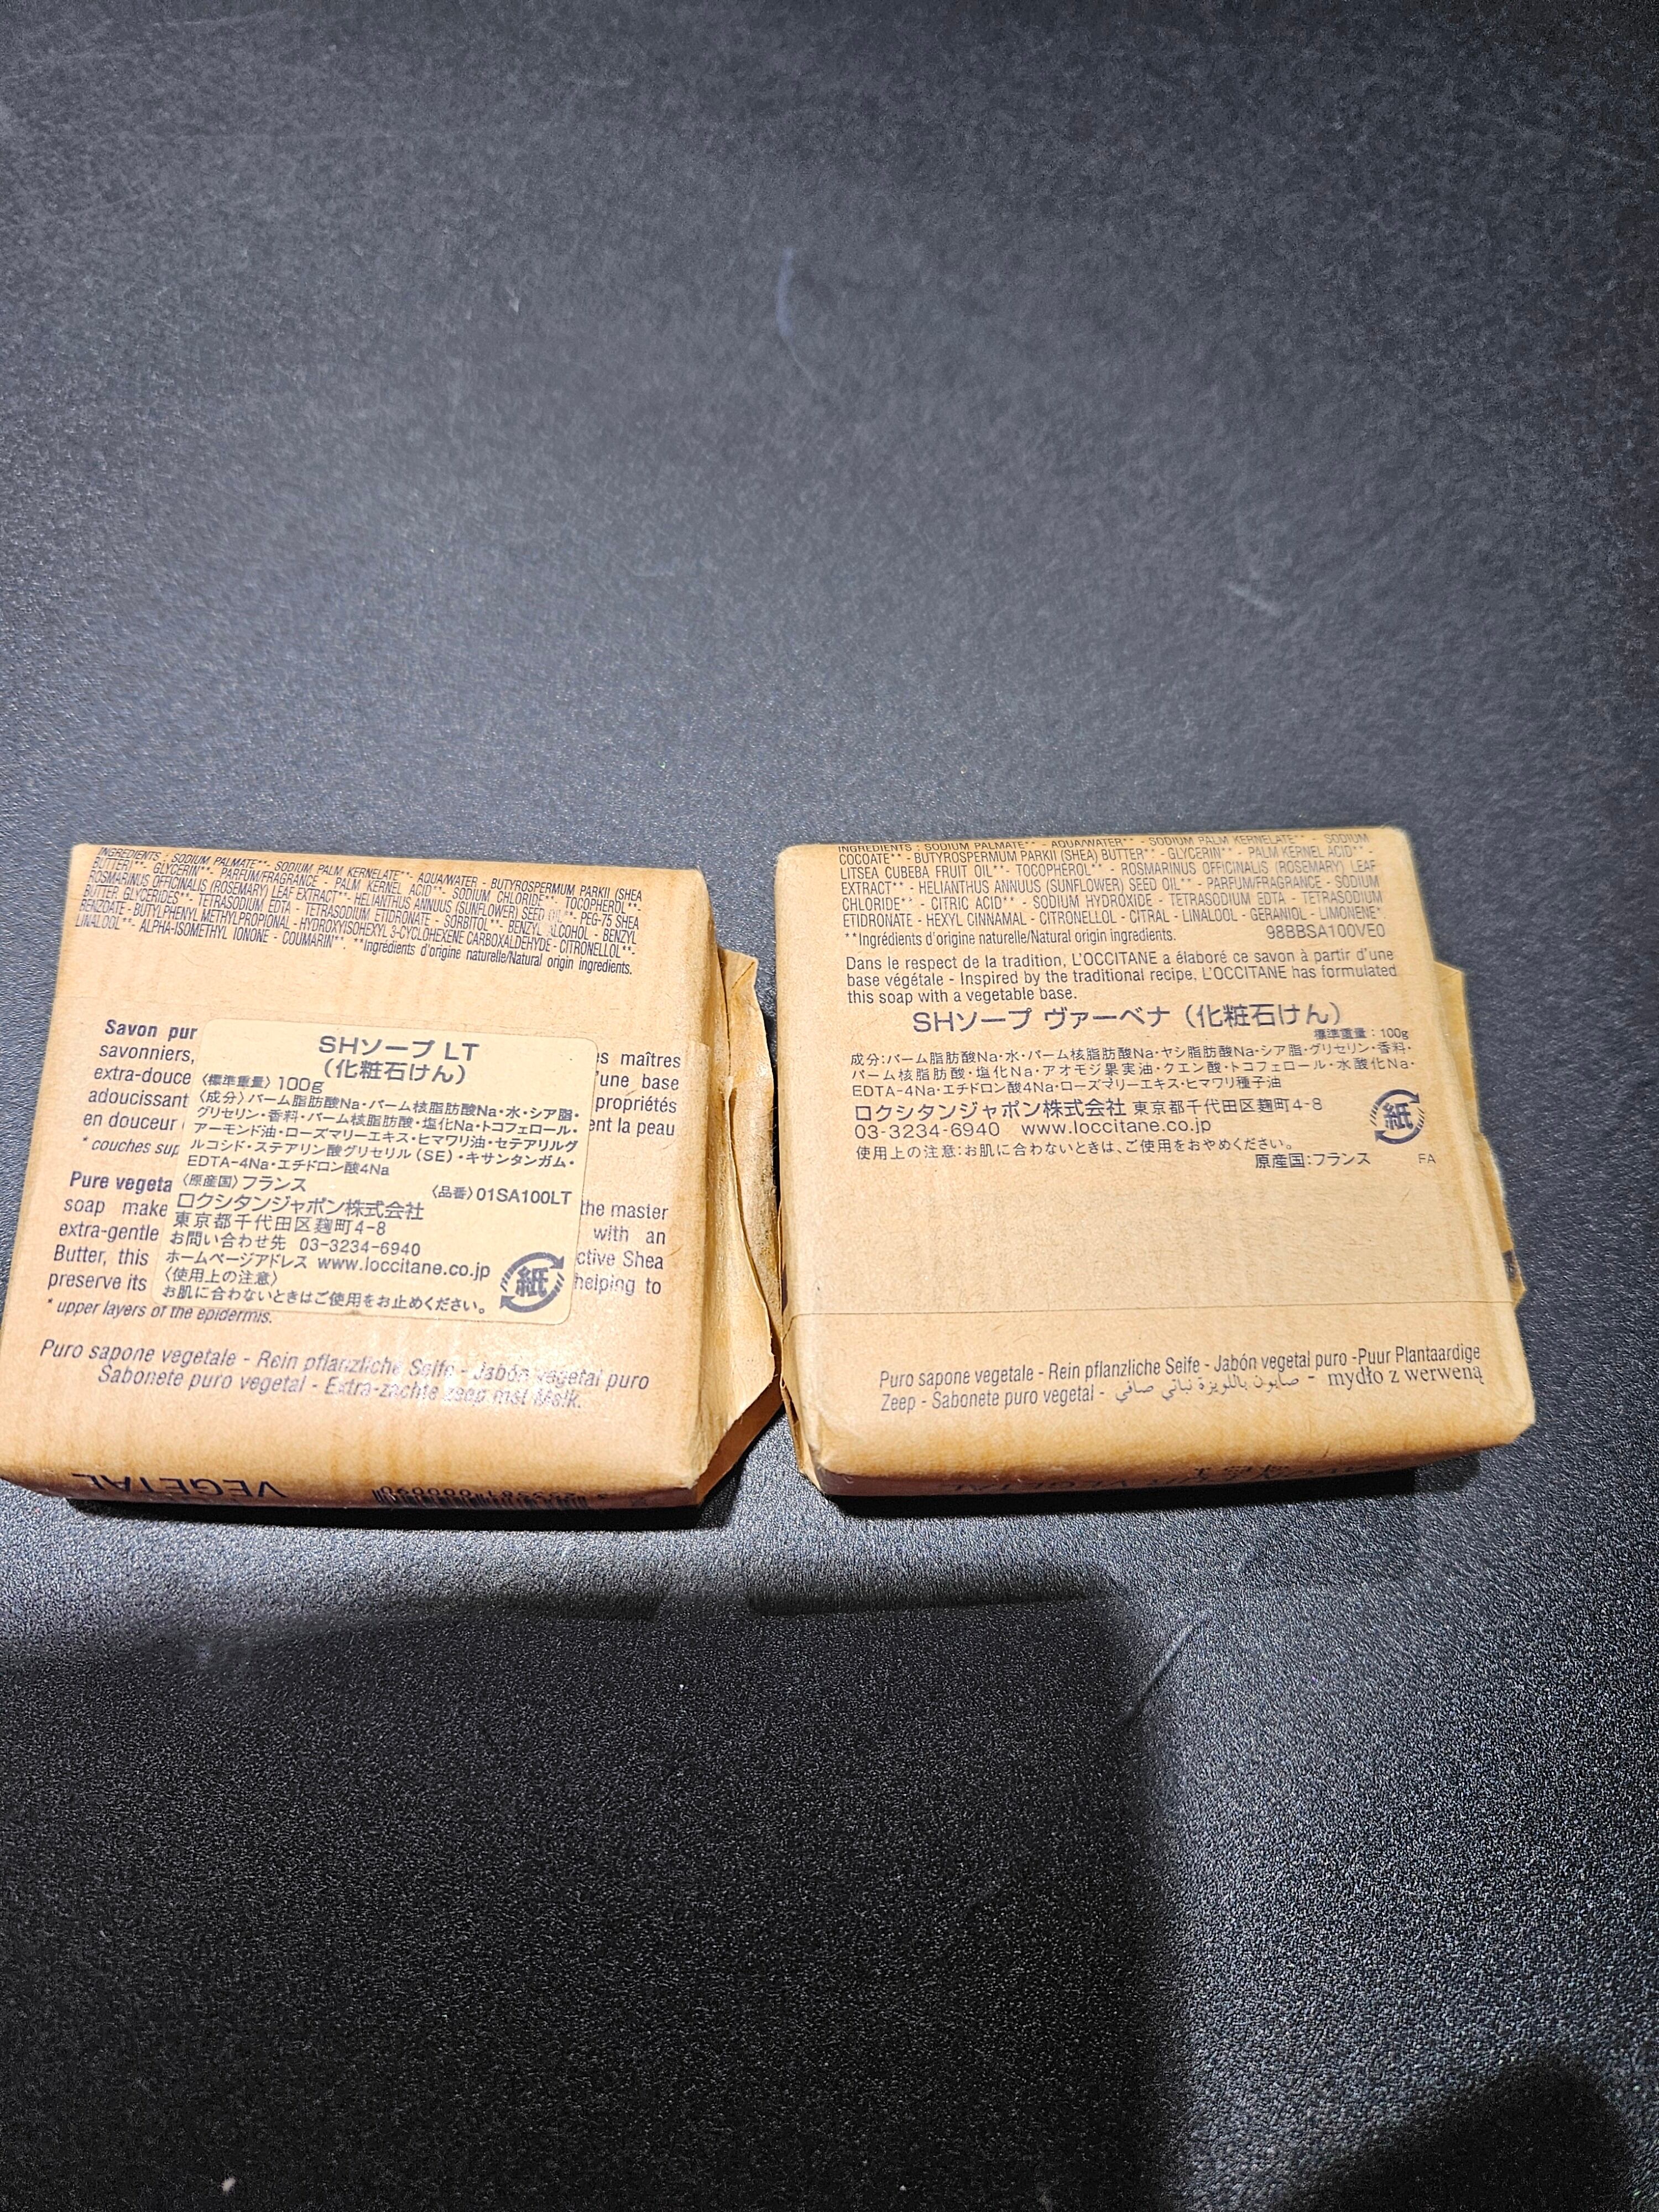 INGREDIENTS : SODIUM PALMATE** - SODIUM PALM KERNELATE** - AQUA/WATER - BUTYROSPERMUM PARKII (SHEA
BUTTER)** - GLYCERIN** - PARFUM/FRAGRANCE - PALM KERNEL ACID** - SODIUM CHLORIDE** - TOCOPHEROL** -
ROSMARINUS OFFICINALIS (ROSEMARY) LEAF EXTRACT** - HELIANTHUS ANNUUS (SUNFLOWER) SEED OIL** - PEG-75 SHEA
BUTTER GLYCERIDES** - TETRASODIUM EDTA - TETRASODIUM ETIDRONATE - SORBITOL** - BENZYL ALCOHOL - BENZYL
BENZOATE - BUTYLPHENYL METHYLPROPIONAL - HYDROXYISOHEXYL 3-CYCLOHEXENE CARBOXALDEHYDE - CITRONELLOL** -
LINALOOL** - ALPHA-ISOMETHYL IONONE - COUMARIN**. **Ingrédients d'origine naturelle/Natural origin ingredients.
Savon pur
savonniers, es maîtres
extra-douce 'une base
adoucissant propriétés
en douceur ent la peau
* couches sup
Pure vegeta
soap make the master
extra-gentle with an
Butter, this ctive Shea
preserve its helping to
* upper layers of the epidermis.
SHソープ LT
(化粧石けん)
〈標準重量〉100g
〈成分〉パーム脂肪酸Na・パーム核脂肪酸Na・水・シア脂・
グリセリン・香料・パーム核脂肪酸・塩化Na・トコフェロール・
アーモンド油・ローズマリーエキス・ヒマワリ油・セテアリルグ
ルコシド・ステアリン酸グリセリル(SE)・キサンタンガム・
EDTA-4Na・エチドロン酸4Na
〈原産国〉フランス 〈品番〉01SA100LT
ロクシタンジャポン株式会社
東京都千代田区麹町4-8
お問い合わせ先 03-3234-6940
ホームページアドレス www.loccitane.co.jp
〈使用上の注意〉
お肌に合わないときはご使用をお止めください。
紙
Puro sapone vegetale - Rein pflanzliche Seife - Jabón vegetal puro
Sabonete puro vegetal - Extra-zachte zeep met Melk.
VEGETAL
INGREDIENTS : SODIUM PALMATE** - AQUA/WATER** - SODIUM PALM KERNELATE** - SODIUM
COCOATE** - BUTYROSPERMUM PARKII (SHEA) BUTTER** - GLYCERIN** - PALM KERNEL ACID** -
LITSEA CUBEBA FRUIT OIL** - TOCOPHEROL** - ROSMARINUS OFFICINALIS (ROSEMARY) LEAF
EXTRACT** - HELIANTHUS ANNUUS (SUNFLOWER) SEED OIL** - PARFUM/FRAGRANCE - SODIUM
CHLORIDE** - CITRIC ACID** - SODIUM HYDROXIDE - TETRASODIUM EDTA - TETRASODIUM
ETIDRONATE - HEXYL CINNAMAL - CITRONELLOL - CITRAL - LINALOOL - GERANIOL - LIMONENE*
**Ingrédients d'origine naturelle/Natural origin ingredients. 98BBSA100VE0
Dans le respect de la tradition, L'OCCITANE a élaboré ce savon à partir d'une
base végétale - Inspired by the traditional recipe, L'OCCITANE has formulated
this soap with a vegetable base.
SHソープ ヴァーベナ(化粧石けん)
標準重量:100g
成分:パーム脂肪酸Na・水・パーム核脂肪酸Na・ヤシ脂肪酸Na・シア脂・グリセリン・香料・
パーム核脂肪酸・塩化Na・アオモジ果実油・クエン酸・トコフェロール・水酸化Na・
EDTA-4Na・エチドロン酸4Na・ローズマリーエキス・ヒマワリ種子油
ロクシタンジャポン株式会社 東京都千代田区麹町4-8
03-3234-6940 www.loccitane.co.jp
使用上の注意:お肌に合わないときは、ご使用をおやめください。
原産国:フランス FA
紙
Puro sapone vegetale - Rein pflanzliche Seife - Jabón vegetal puro -Puur Plantaardige
Zeep - Sabonete puro vegetal - صابون باللويزة نباتي صافي - mydło z werweną